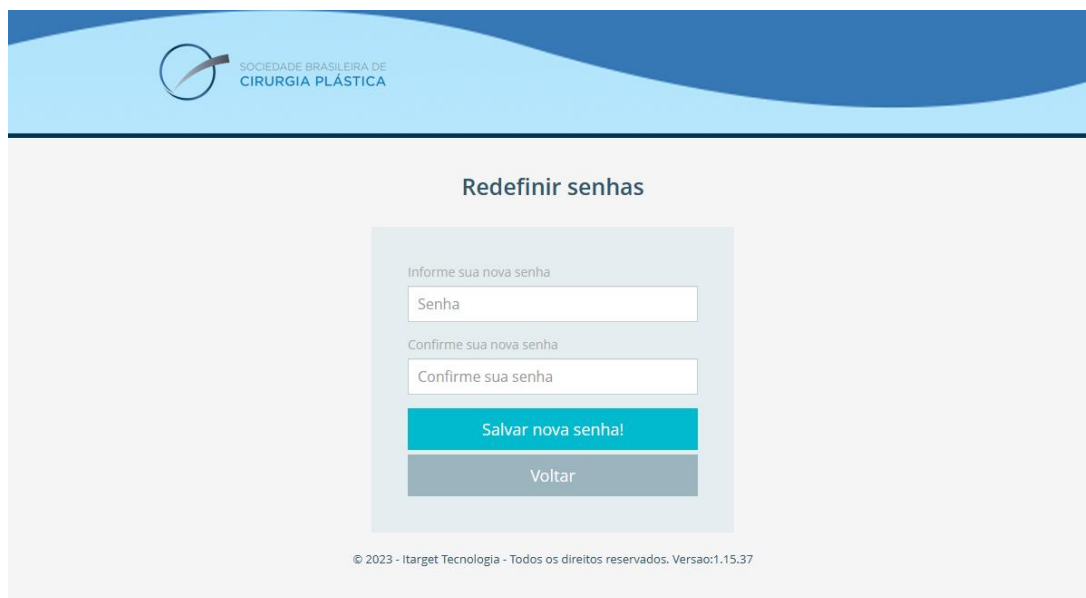 SOCIEDADE BRASILEIRA DE
CIRURGIA PLÁSTICA
Redefinir senhas
Informe sua nova senha
Senha
Confirme sua nova senha
Confirme sua senha
Salvar nova senha!
Voltar
© 2023 - Itarget Tecnologia - Todos os direitos reservados. Versao:1.15.37